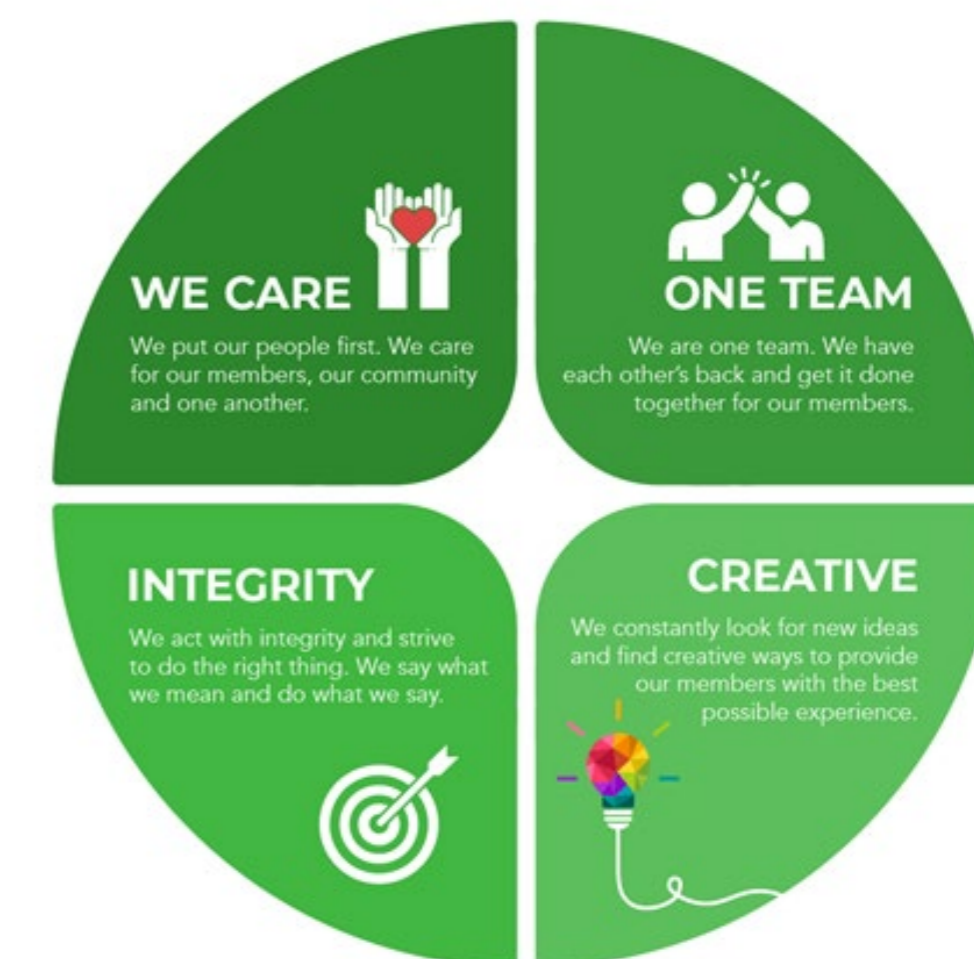 WE CARE
We put our people first. We care
for our members, our community
and one another.
ONE TEAM
We are one team. We have
each other's back and get it done
together for our members.
INTEGRITY
We act with integrity and strive
to do the right thing. We say what
we mean and do what we say.
CREATIVE
We constantly look for new ideas
and find creative ways to provide
our members with the best
possible experience.